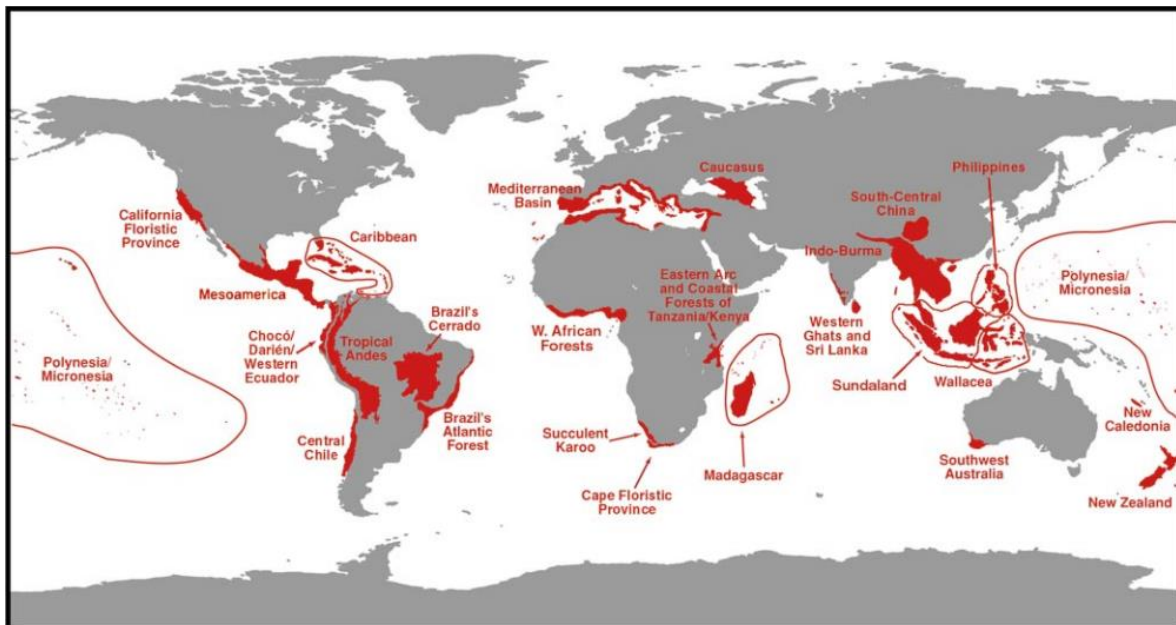 California
Floristic
Province
Caribbean
Mesoamerica
Polynesia/
Micronesia
Chocó/
Darién/
Western
Ecuador
Tropical
Andes
Brazil's
Cerrado
Brazil's
Atlantic
Forest
Central
Chile
Mediterranean
Basin
Caucasus
W. African
Forests
Eastern Arc
and Coastal
Forests of
Tanzania/Kenya
Succulent
Karoo
Cape Floristic
Province
Madagascar
Philippines
South-Central
China
Indo-Burma
Western
Ghats and
Sri Lanka
Sundaland
Wallacea
Polynesia/
Micronesia
New
Caledonia
Southwest
Australia
New Zealand